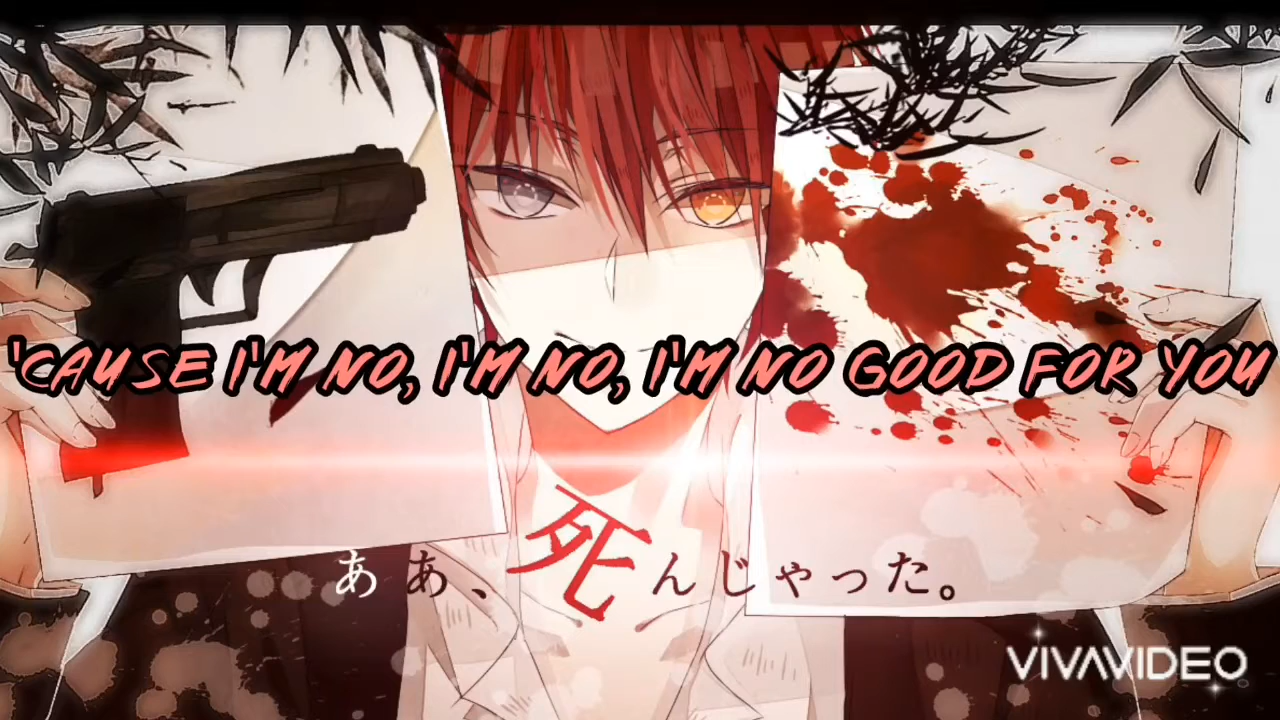 'CAUSE I'M NO, I'M NO, I'M NO GOOD FOR YOU
ああ、死んじゃった。
VIVAVIDEO